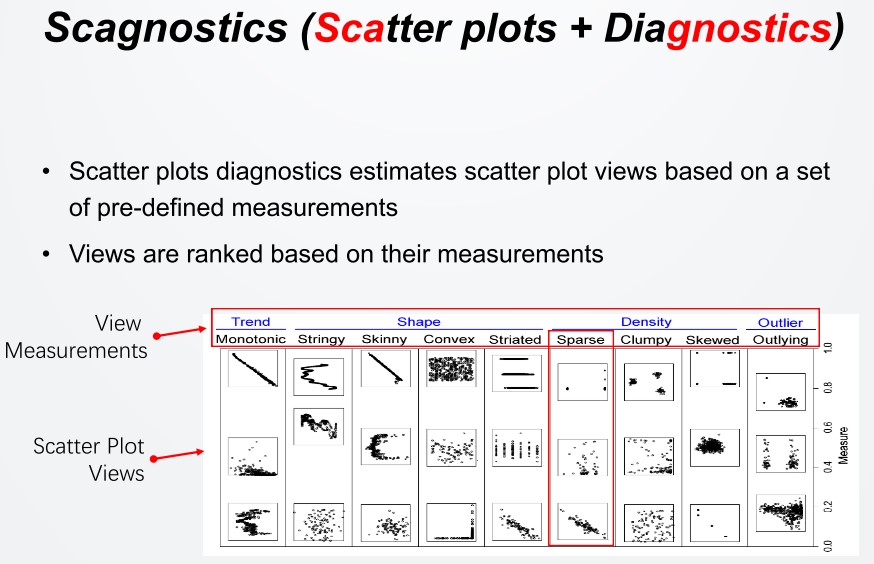 Scagnostics (Scatter plots + Diagnostics)
• Scatter plots diagnostics estimates scatter plot views based on a set
of pre-defined measurements
• Views are ranked based on their measurements
View
Measurements
Trend Shape Density Outlier
Monotonic Stringy Skinny Convex Striated Sparse Clumpy Skewed Outlying
Scatter Plot
Views
1.0
0.8
0.6
0.4
0.2
0.0
Measure